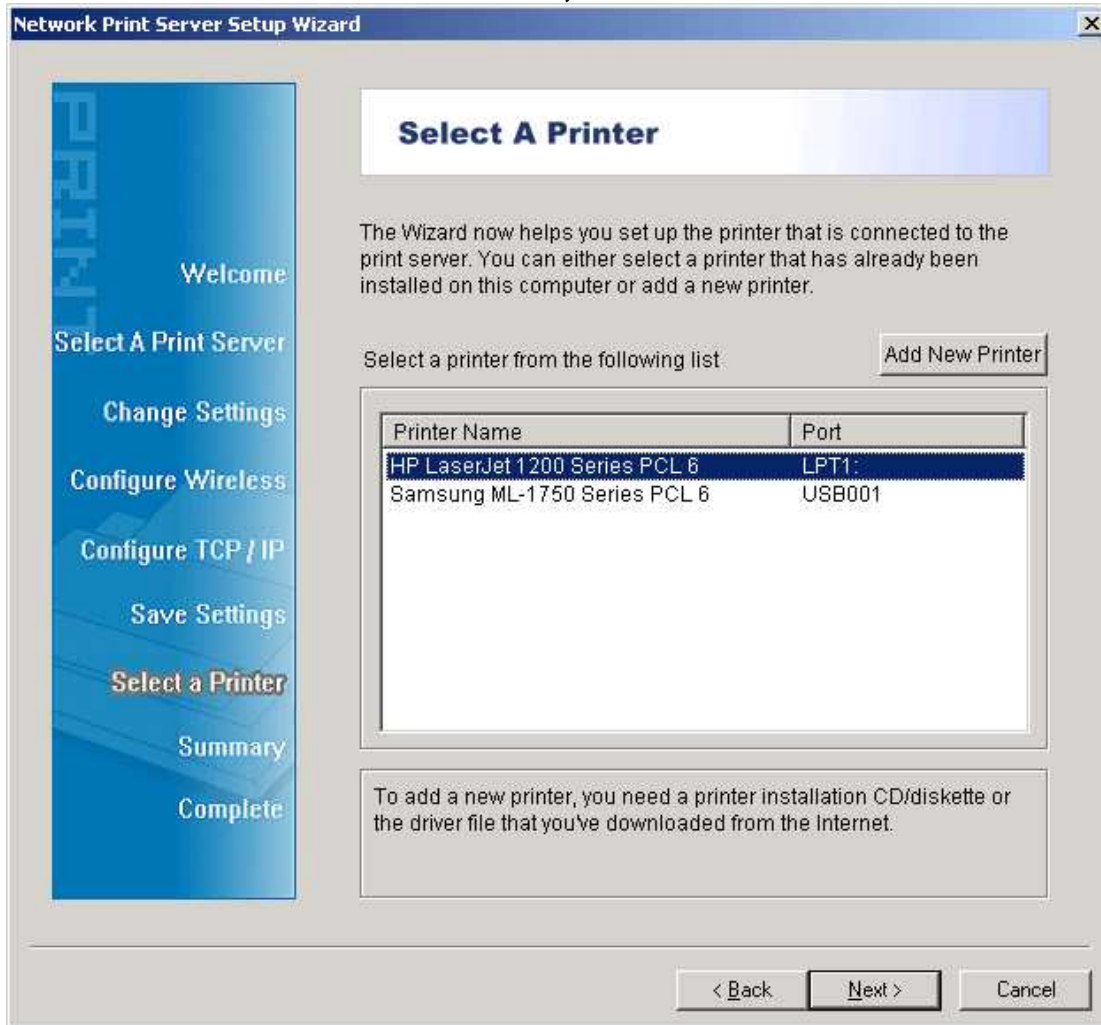 Network Print Server Setup Wizard
PRINT
Welcome
Select A Print Server
Change Settings
Configure Wireless
Configure TCP / IP
Save Settings
Select a Printer
Summary
Complete
Select A Printer
The Wizard now helps you set up the printer that is connected to the
print server. You can either select a printer that has already been
installed on this computer or add a new printer.
Select a printer from the following list
Add New Printer
Printer Name Port
HP LaserJet 1200 Series PCL 6 LPT1:
Samsung ML-1750 Series PCL 6 USB001
To add a new printer, you need a printer installation CD/diskette or
the driver file that you've downloaded from the Internet.
< Back Next > Cancel